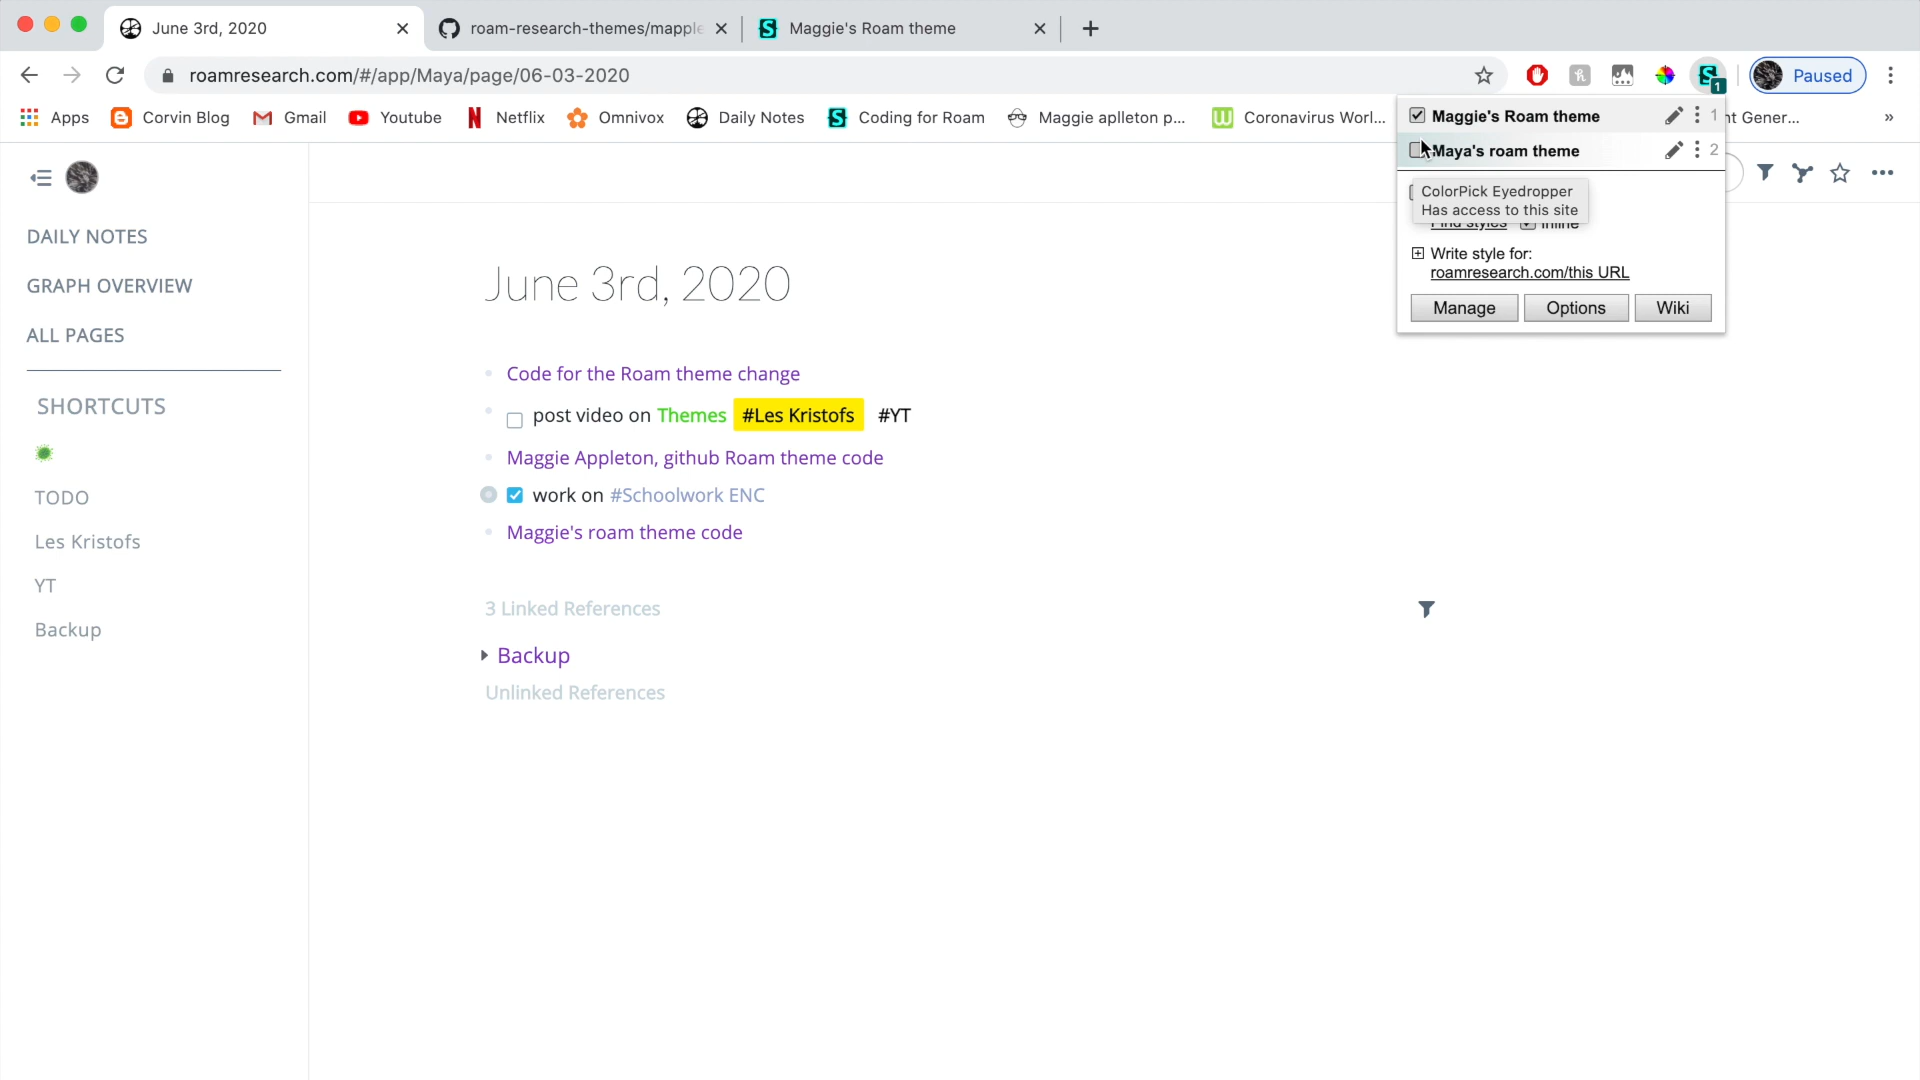 June 3rd, 2020
roam-research-themes/mapple
Maggie's Roam theme
roamresearch.com/#/app/Maya/page/06-03-2020
1
Paused
Apps
Corvin Blog
Gmail
Youtube
Netflix
Omnivox
Daily Notes
Coding for Roam
Maggie aplleton p...
Coronavirus Worl...
nt Gener...
»
Maggie's Roam theme
1
Maya's roam theme
2
ColorPick Eyedropper
Has access to this site
Find styles
Inline
Write style for:
roamresearch.com/this URL
Manage
Options
Wiki
DAILY NOTES
GRAPH OVERVIEW
ALL PAGES
SHORTCUTS
TODO
Les Kristofs
YT
Backup
June 3rd, 2020
Code for the Roam theme change
post video on Themes #Les Kristofs #YT
Maggie Appleton, github Roam theme code
work on #Schoolwork ENC
Maggie's roam theme code
3 Linked References
Backup
Unlinked References